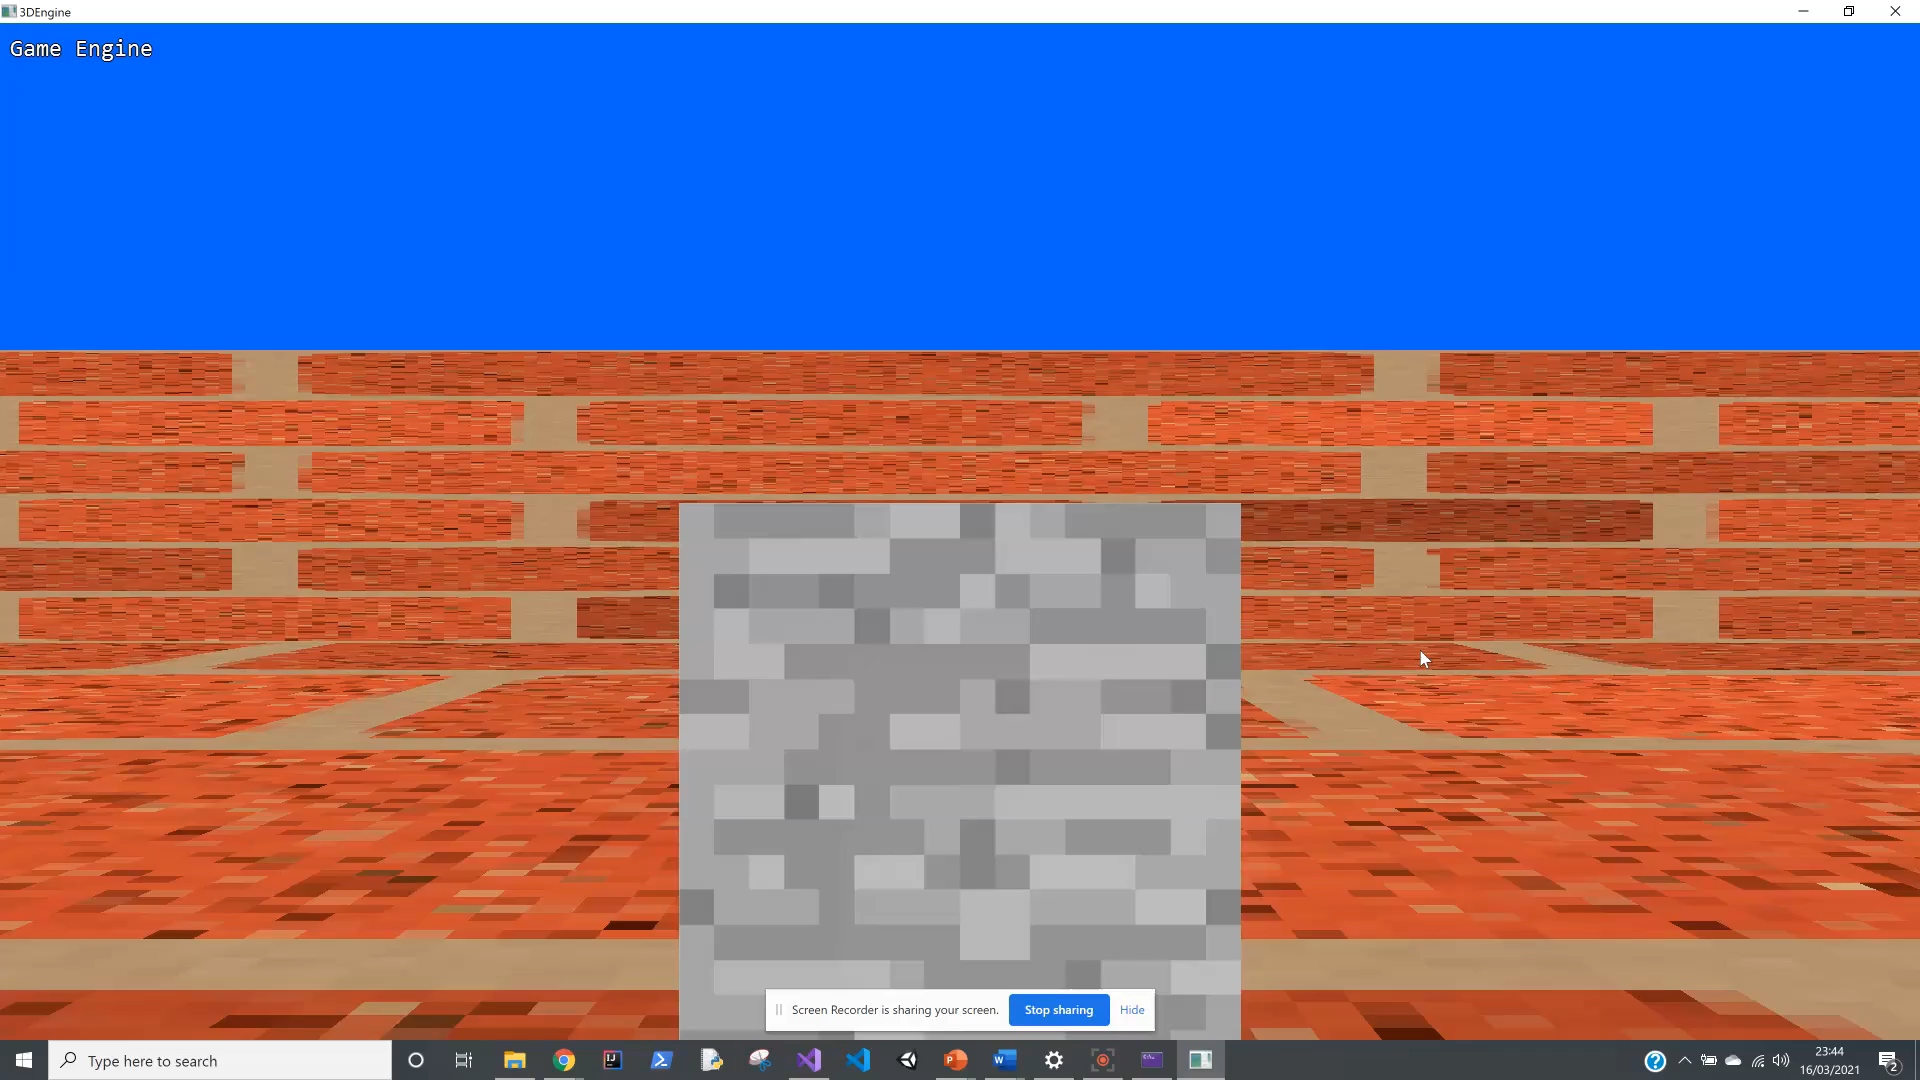 3DEngine
Game Engine
Screen Recorder is sharing your screen.
Stop sharing
Hide
Type here to search
23:44
16/03/2021
2